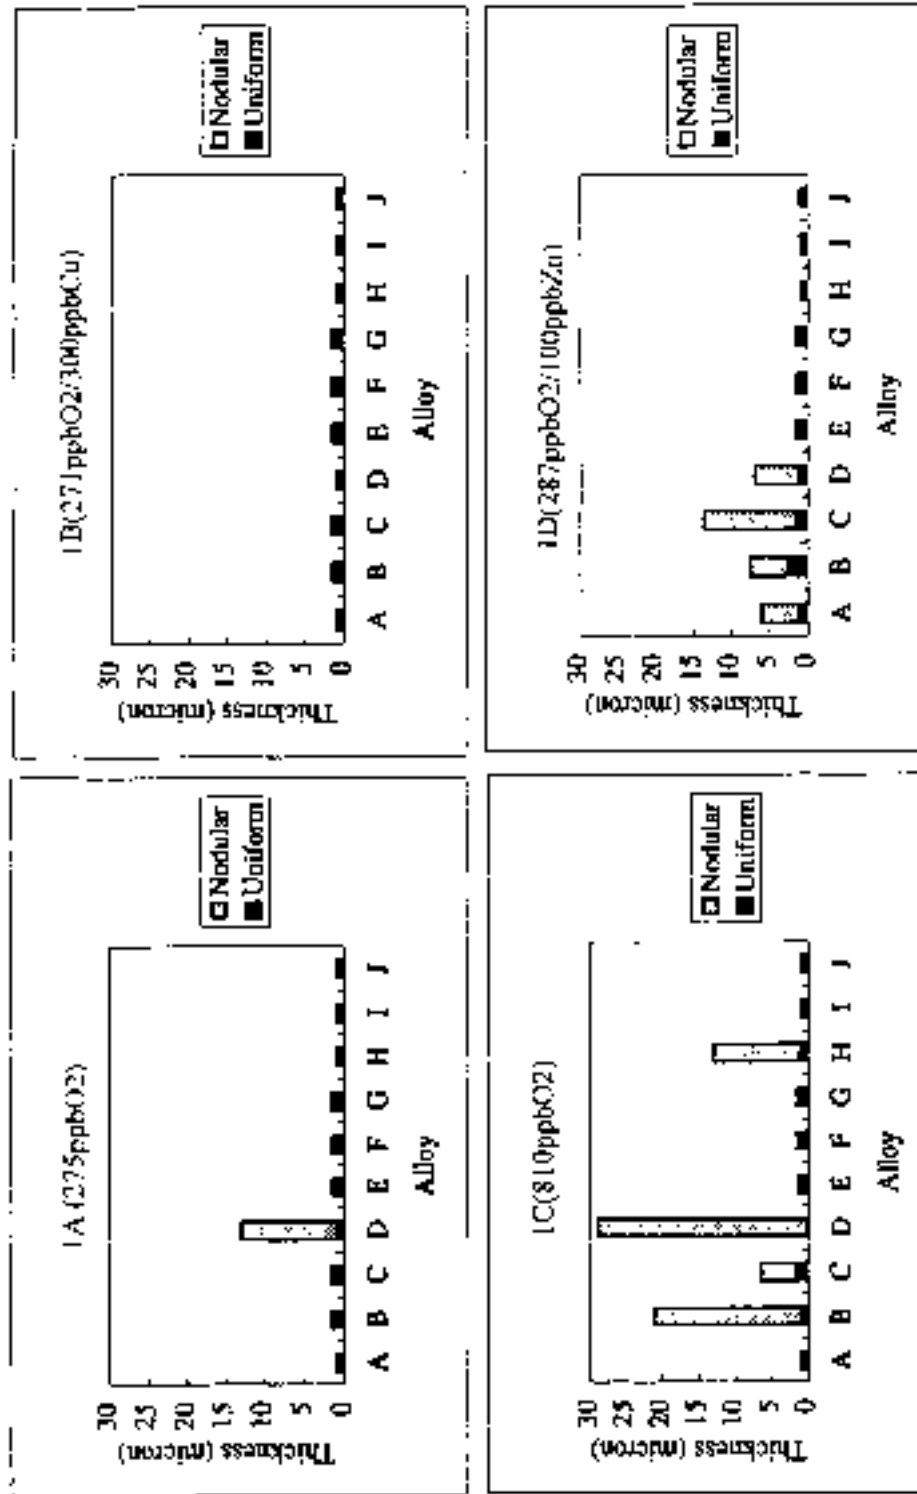 1A (275ppbO2)
Thickness (micron)
30
25
20
15
10
5
0
A B C D E F G H I J
Alloy
Nodular
Uniform
1B(271ppbO2/300ppbCu)
Thickness (micron)
30
25
20
15
10
5
0
A B C D E F G H I J
Alloy
Nodular
Uniform
1C(810ppbO2)
Thickness (micron)
30
25
20
15
10
5
0
A B C D E F G H I J
Alloy
Nodular
Uniform
1D(287ppbO2/100ppbZn)
Thickness (micron)
30
25
20
15
10
5
0
A B C D E F G H I J
Alloy
Nodular
Uniform